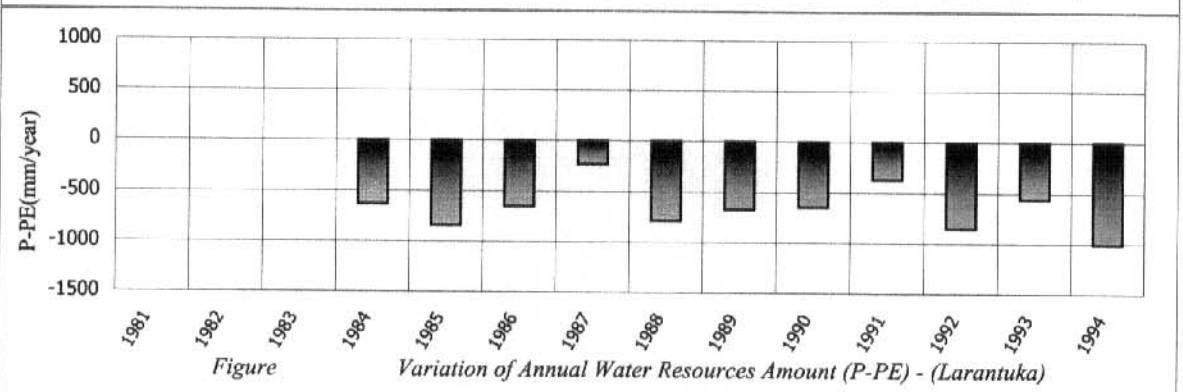 1000
500
0
-500
-1000
-1500
P-PE(mm/year)
1981 1982 1983 1984 1985 1986 1987 1988 1989 1990 1991 1992 1993 1994
Figure Variation of Annual Water Resources Amount (P-PE) - (Larantuka)